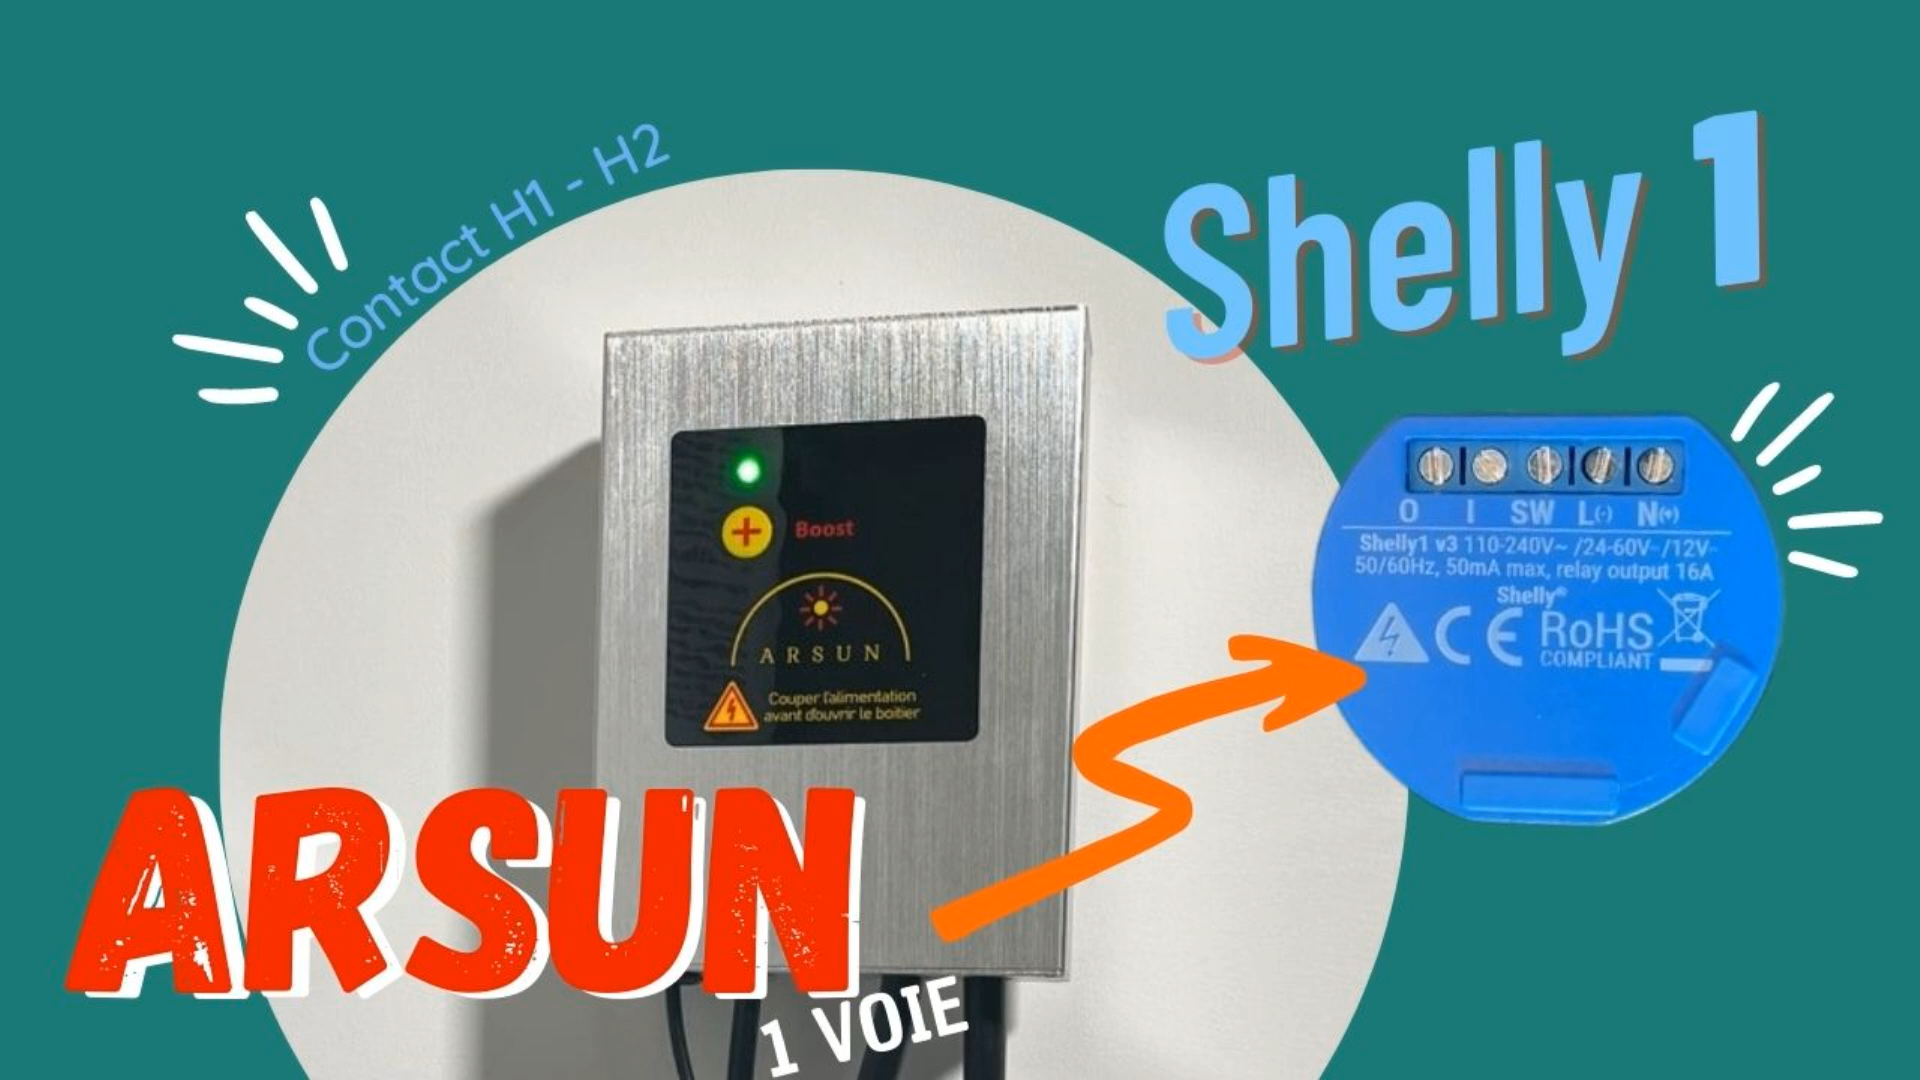 Contact H1 - H2
Shelly 1
Boost
ARSUN
Couper l'alimentation
avant d'ouvrir le boitier
O I SW L(-) N(+)
Shelly1 v3 110-240V~ /24-60V⎓/12V⎓
50/60Hz, 50mA max, relay output 16A
Shelly®
CE RoHS
COMPLIANT
ARSUN
1 VOIE